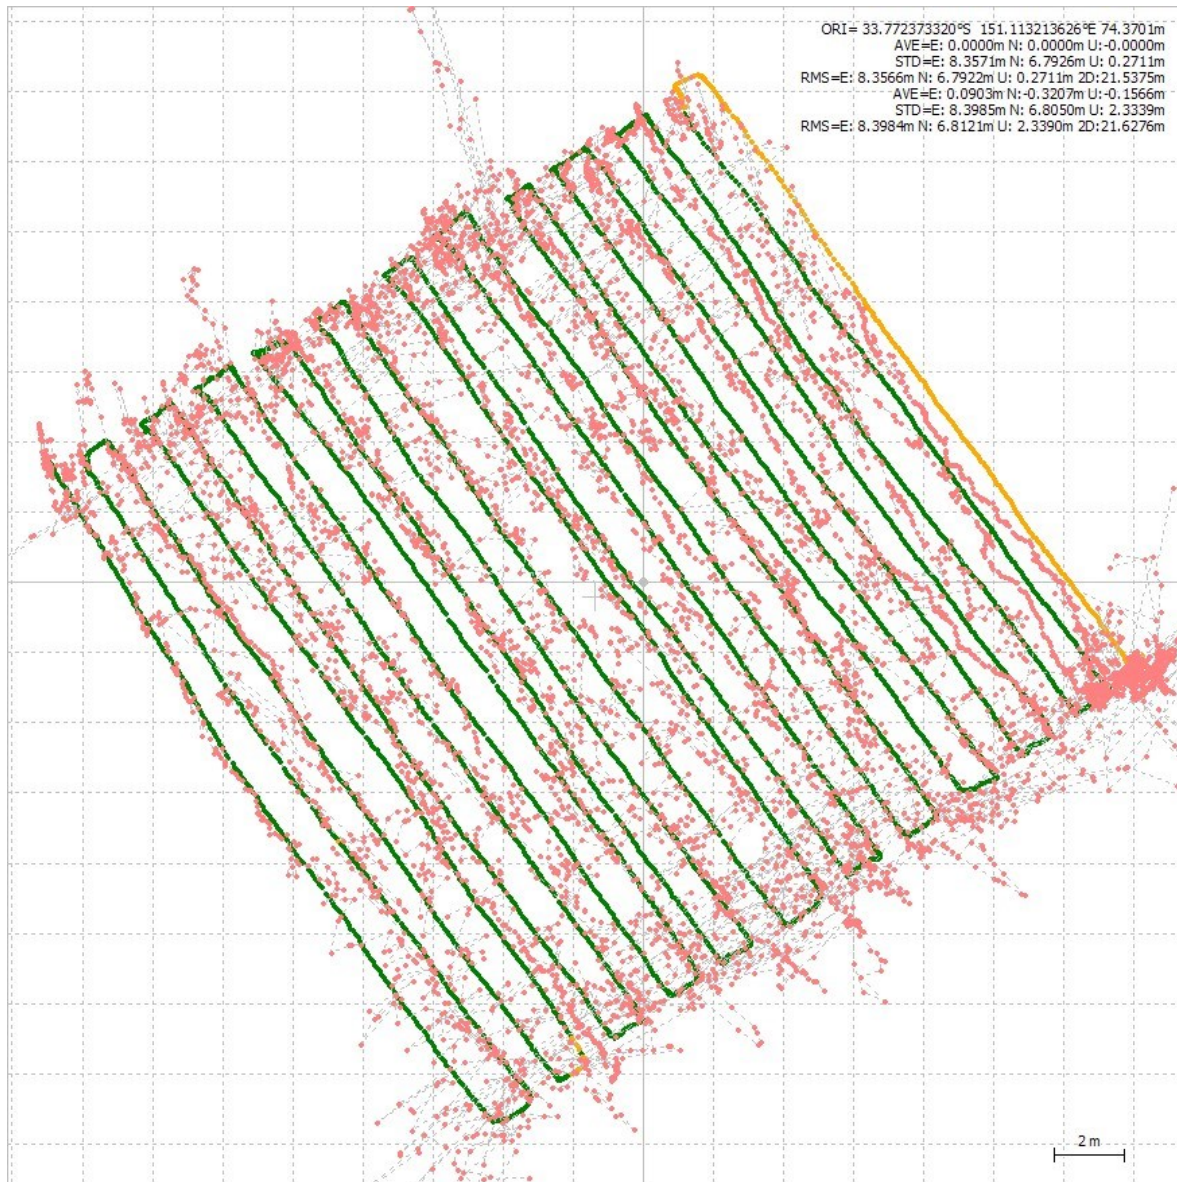 ORI= 33.772373320°S 151.113213626°E 74.3701m
AVE=E: 0.0000m N: 0.0000m U:-0.0000m
STD=E: 8.3571m N: 6.7926m U: 0.2711m
RMS=E: 8.3566m N: 6.7922m U: 0.2711m 2D:21.5375m
AVE=E: 0.0903m N:-0.3207m U:-0.1566m
STD=E: 8.3985m N: 6.8050m U: 2.3339m
RMS=E: 8.3984m N: 6.8121m U: 2.3390m 2D:21.6276m
2 m